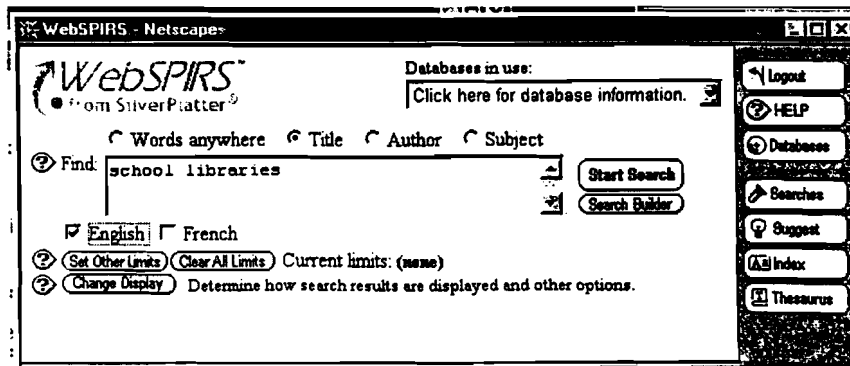 WebSPIRS - Netscape
WebSPIRS™
from SilverPlatter®
Databases in use:
Click here for database information.
Words anywhere Title Author Subject
Find:
school libraries
Start Search
Search Builder
English French
Set Other Limits Clear All Limits Current limits: (none)
Change Display Determine how search results are displayed and other options.
Logout
HELP
Databases
Searches
Suggest
Index
Thesaurus